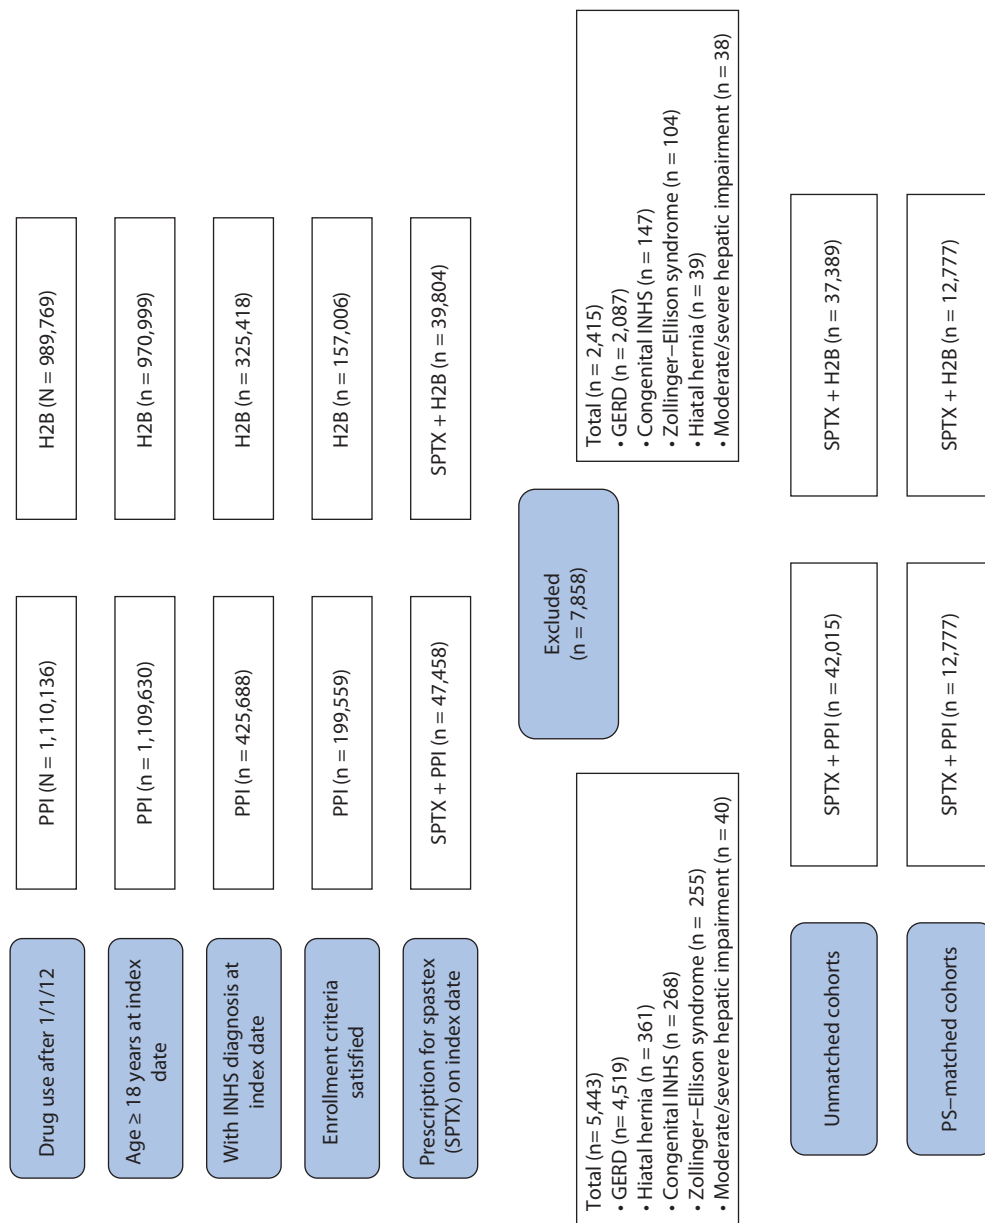 Drug use after 1/1/12
PPI (N = 1,110,136)
H2B (N = 989,769)
Age ≥ 18 years at index
date
PPI (n = 1,109,630)
H2B (n = 970,999)
With INHS diagnosis at
index date
PPI (n = 425,688)
H2B (n = 325,418)
Enrollment criteria
satisfied
PPI (n = 199,559)
H2B (n = 157,006)
Prescription for spastex
(SPTX) on index date
SPTX + PPI (n = 47,458)
SPTX + H2B (n = 39,804)
Excluded
(n = 7,858)
Total (n= 5,443)
• GERD (n= 4,519)
• Hiatal hernia (n = 361)
• Congenital INHS (n = 268)
• Zollinger–Ellison syndrome (n = 255)
• Moderate/severe hepatic impairment (n = 40)
Total (n = 2,415)
• GERD (n = 2,087)
• Congenital INHS (n = 147)
• Zollinger–Ellison syndrome (n = 104)
• Hiatal hernia (n = 39)
• Moderate/severe hepatic impairment (n = 38)
Unmatched cohorts
SPTX + PPI (n = 42,015)
SPTX + H2B (n = 37,389)
PS–matched cohorts
SPTX + PPI (n = 12,777)
SPTX + H2B (n = 12,777)